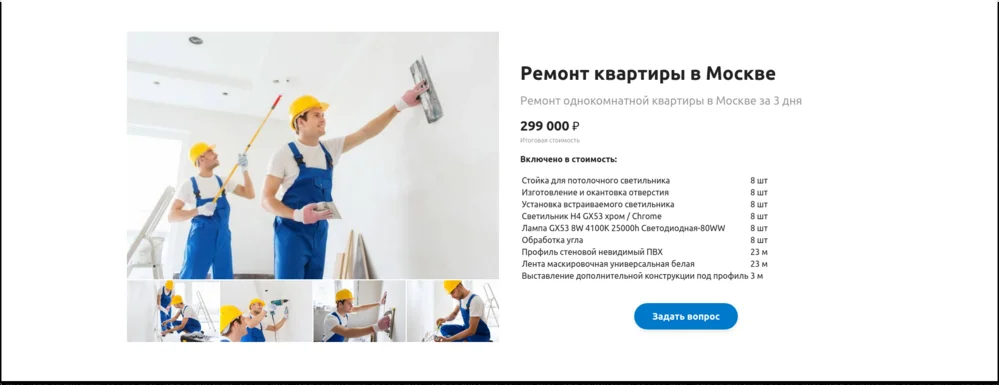 Ремонт квартиры в Москве
Ремонт однокомнатной квартиры в Москве за 3 дня
299 000 ₽
Итоговая стоимость
Включено в стоимость:
Стойка для потолочного светильника 8 шт
Изготовление и окантовка отверстия 8 шт
Установка встраиваемого светильника 8 шт
Светильник H4 GX53 хром / Chrome 8 шт
Лампа GX53 8W 4100K 25000h Светодиодная-80WW 8 шт
Обработка угла 8 шт
Профиль стеновой невидимый ПВХ 23 м
Лента маскировочная универсальная белая 23 м
Выставление дополнительной конструкции под профиль 3 м
Задать вопрос